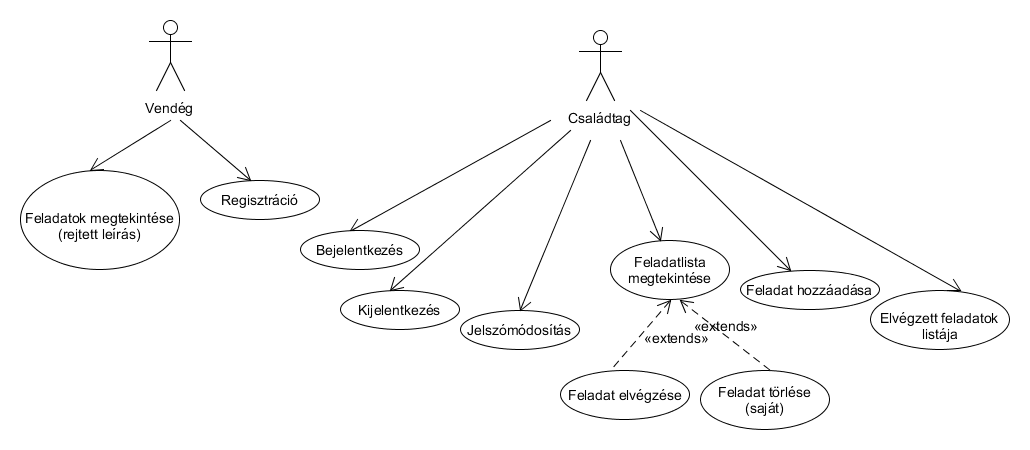 Vendég
Családtag
Feladatok megtekintése
(rejtett leírás)
Regisztráció
Bejelentkezés
Kijelentkezés
Jelszómódosítás
Feladatlista
megtekintése
Feladat hozzáadása
Elvégzett feladatok
listája
«extends»
«extends»
Feladat elvégzése
Feladat törlése
(saját)